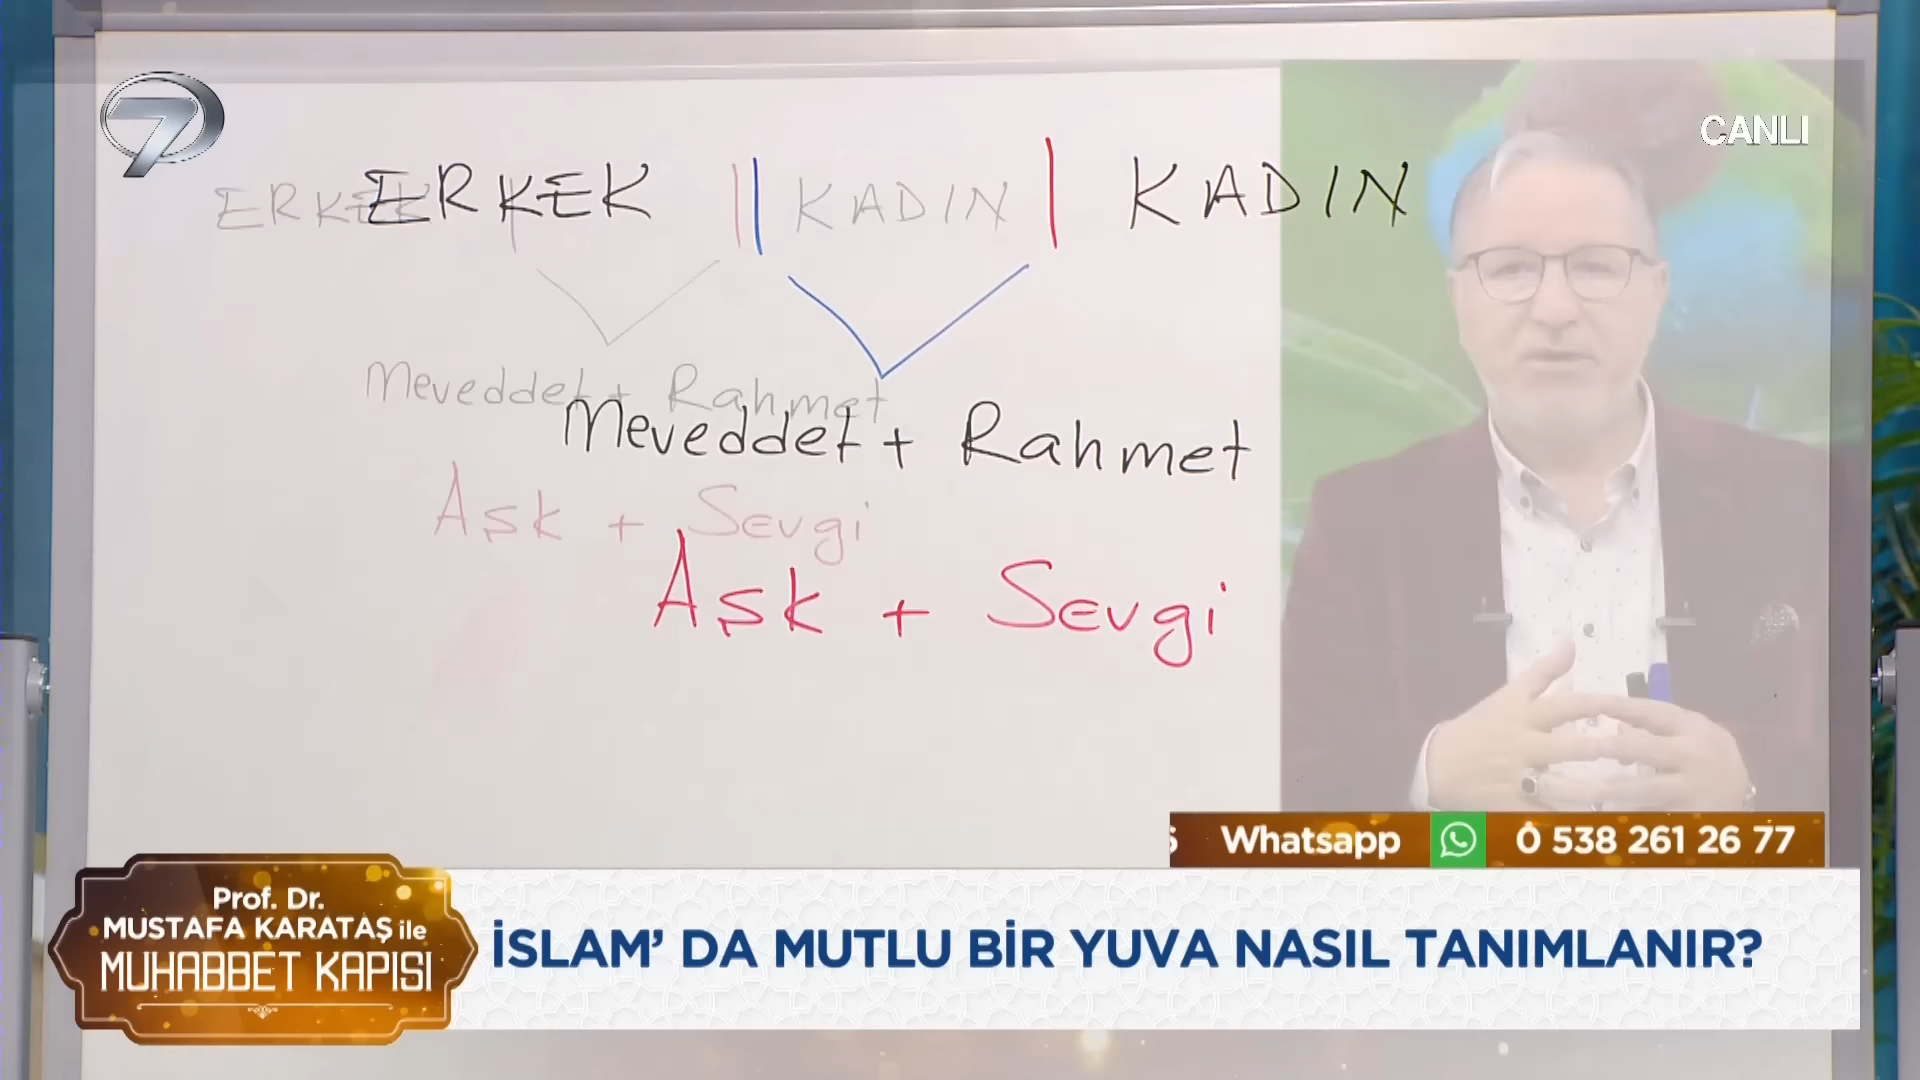 7
CANLI
ERKEK || KADIN | KADIN
ERKEK
Meveddet + Rahmet
Meveddet + Rahmet
Aşk + Sevgi
Aşk + Sevgi
Whatsapp 0 538 261 26 77
Prof. Dr.
MUSTAFA KARATAŞ ile
MUHABBET KAPISI
İSLAM’ DA MUTLU BİR YUVA NASIL TANIMLANIR?